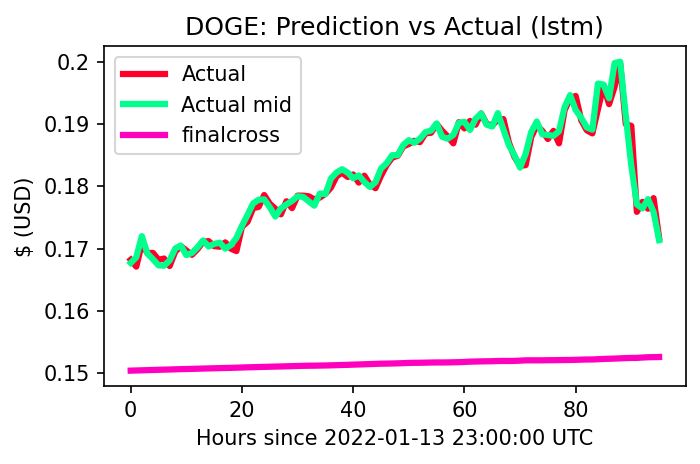 DOGE: Prediction vs Actual (lstm)
Actual
Actual mid
finalcross
$ (USD)
0.2
0.19
0.18
0.17
0.16
0.15
0 20 40 60 80
Hours since 2022-01-13 23:00:00 UTC